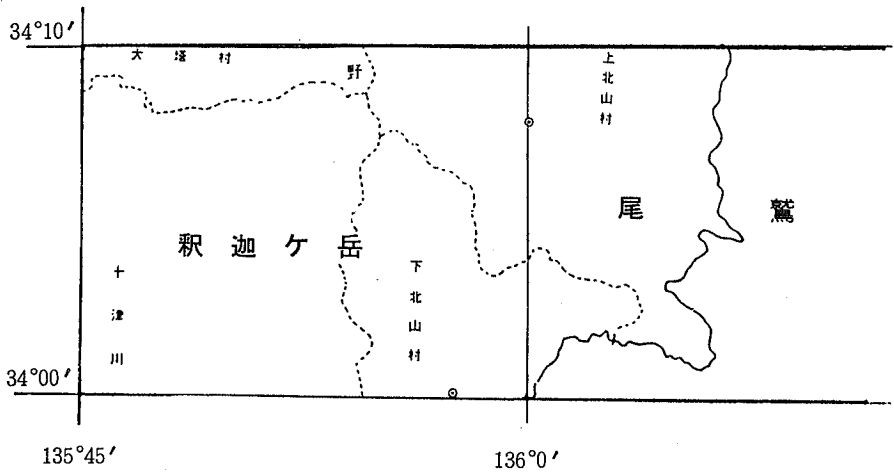 34°10′
大塔村
野
上北山村
尾鷲
釈迦ケ岳
下北山村
十津川
34°00′
135°45′
136°0′